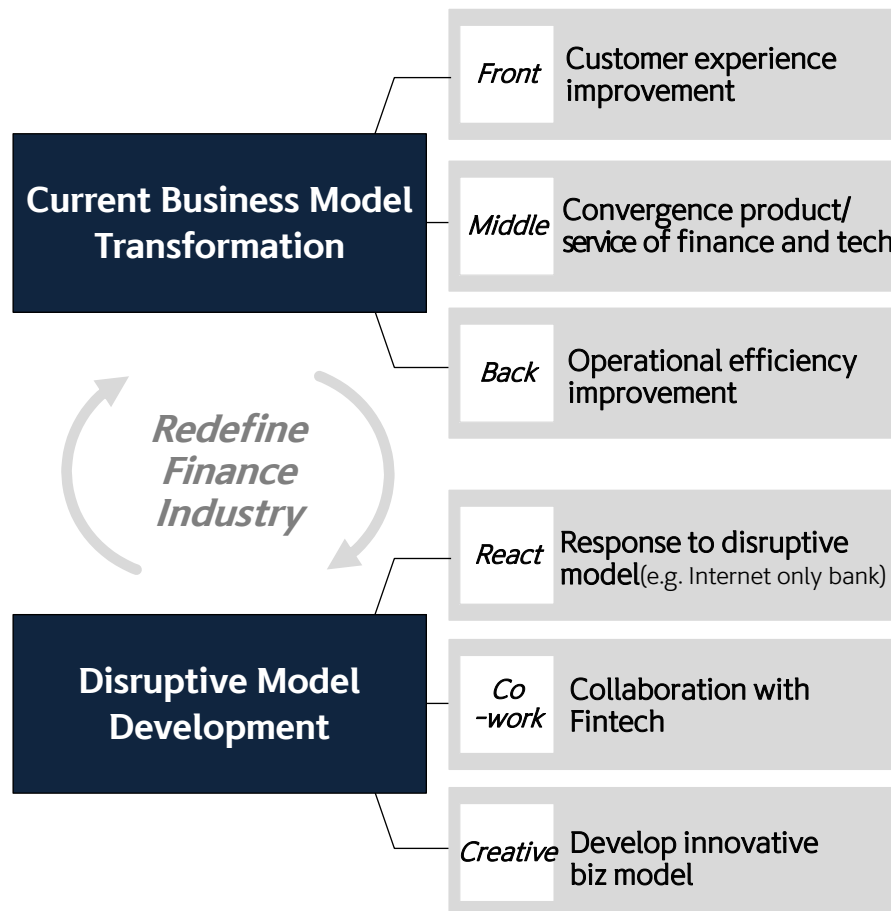 Front
Customer experience
improvement
Current Business Model
Transformation
Middle
Convergence product/
service of finance and tech
Back
Operational efficiency
improvement
Redefine
Finance
Industry
React
Response to disruptive
model(e.g. Internet only bank)
Disruptive Model
Development
Co
-work
Collaboration with
Fintech
Creative
Develop innovative
biz model